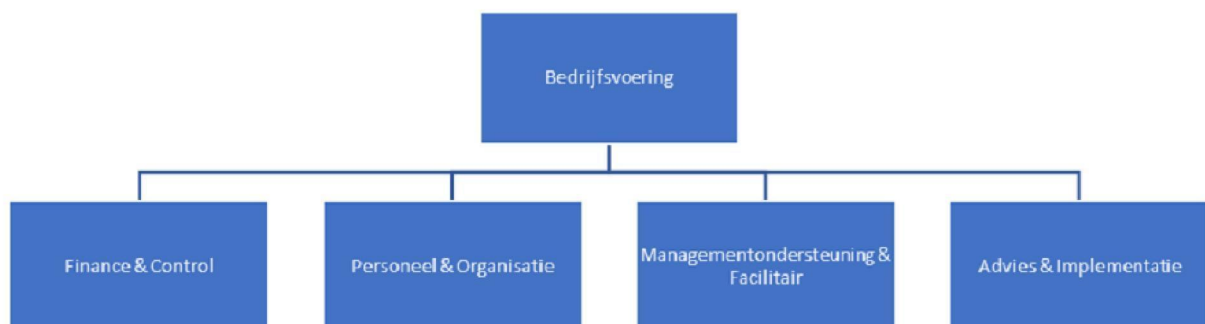 Bedrijfsvoering
Finance & Control
Personeel & Organisatie
Managementondersteuning &
Facilitair
Advies & Implementatie